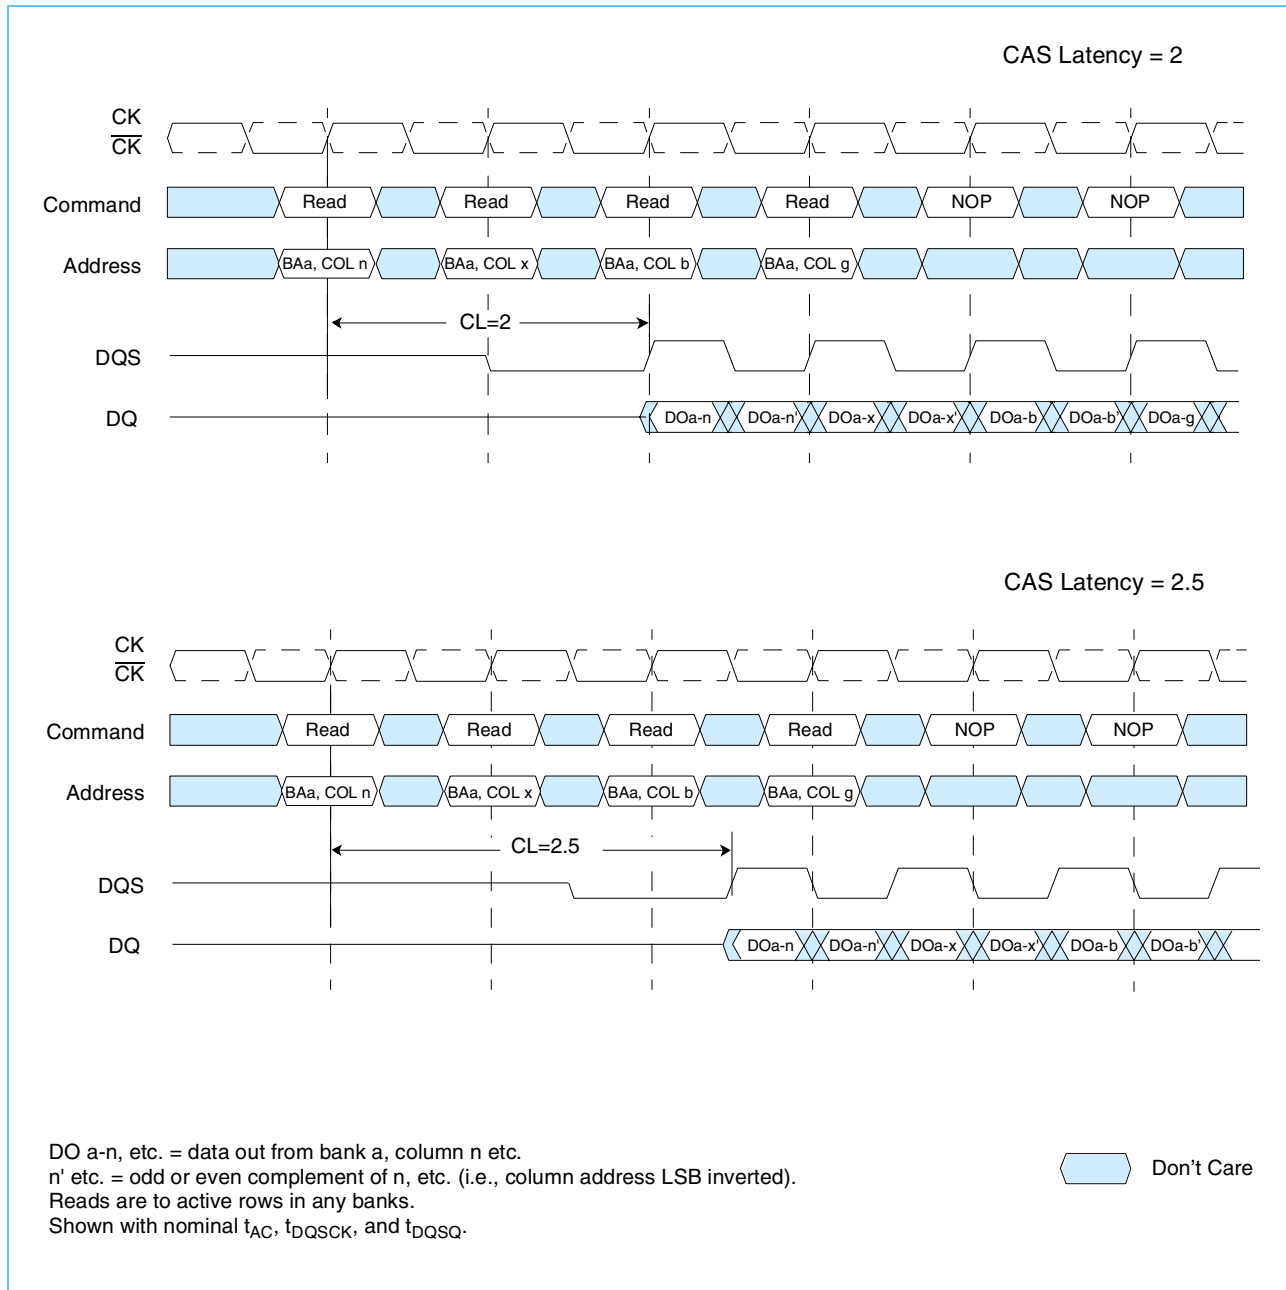 CAS Latency = 2
CK
CK
Command
Read Read Read Read NOP NOP
Address
BAa, COL n BAa, COL x BAa, COL b BAa, COL g
CL=2
DQS
DQ
DOa-n DOa-n' DOa-x DOa-x' DOa-b DOa-b' DOa-g
CAS Latency = 2.5
CK
CK
Command
Read Read Read Read NOP NOP
Address
BAa, COL n BAa, COL x BAa, COL b BAa, COL g
CL=2.5
DQS
DQ
DOa-n DOa-n' DOa-x DOa-x' DOa-b DOa-b'
DO a-n, etc. = data out from bank a, column n etc.
n' etc. = odd or even complement of n, etc. (i.e., column address LSB inverted).
Reads are to active rows in any banks.
Shown with nominal tAC, tDQSCK, and tDQSQ.
Don't Care